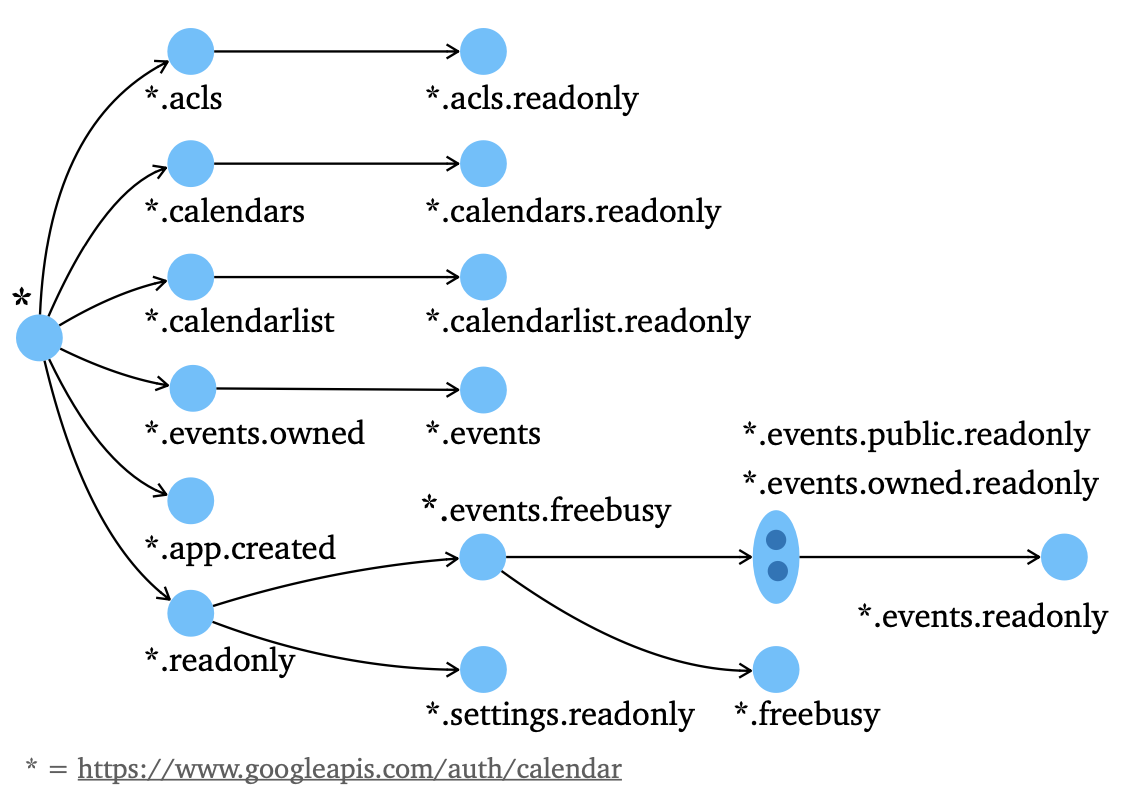 *.acls
*.acls.readonly
*.calendars
*.calendars.readonly
*
*.calendarlist
*.calendarlist.readonly
*.events.owned
*.events
*.events.public.readonly
*.events.owned.readonly
*.events.freebusy
*.app.created
*.events.readonly
*.readonly
*.settings.readonly
*.freebusy
* = https://www.googleapis.com/auth/calendar